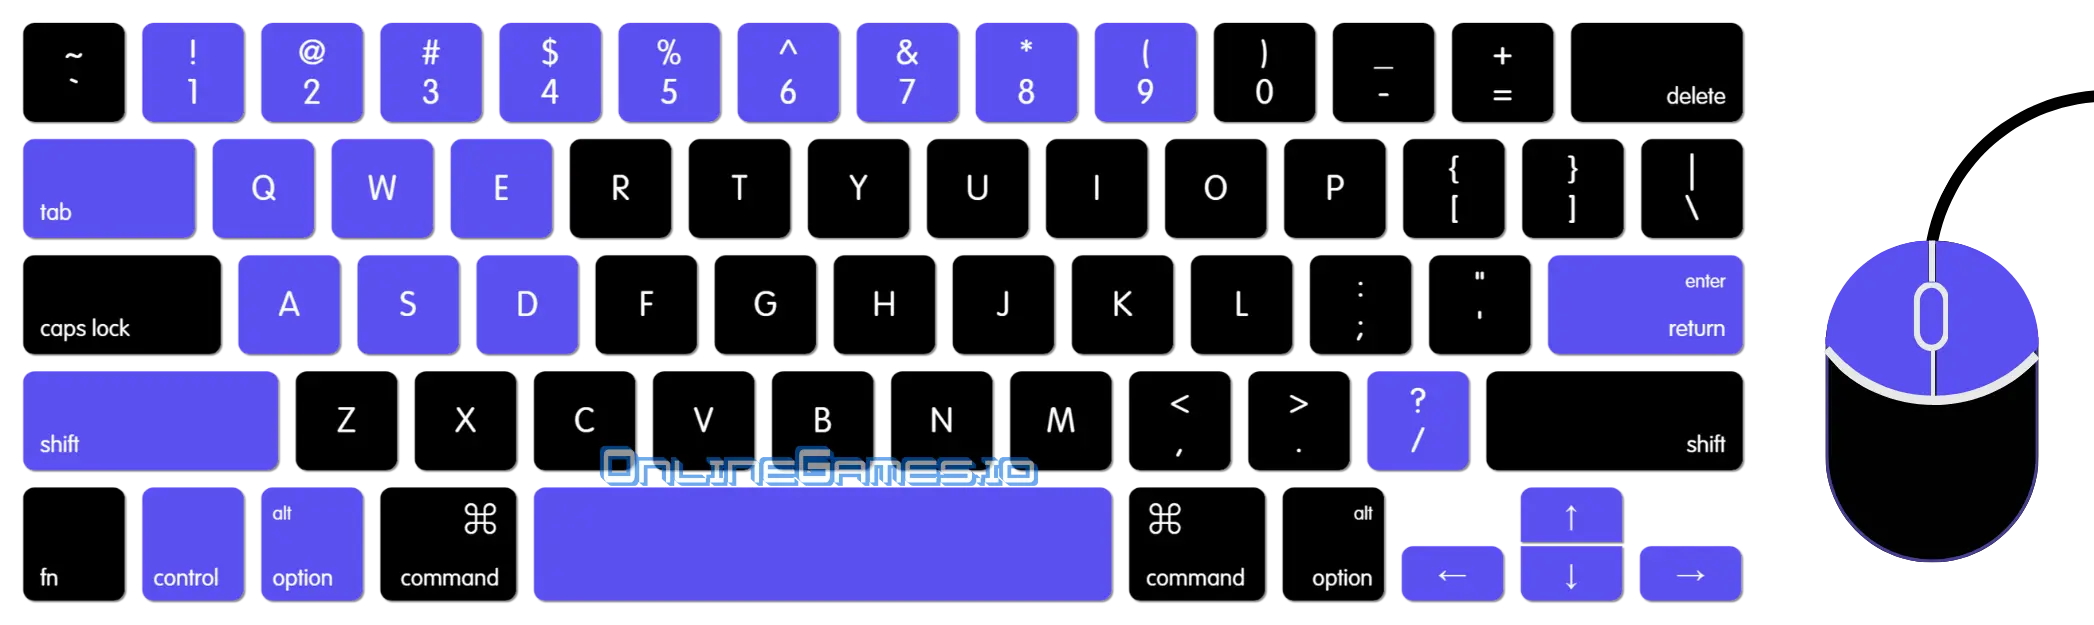 ~ ! @ # $ % ^ & * ( ) _ +
` 1 2 3 4 5 6 7 8 9 0 - = delete
tab Q W E R T Y U I O P { [ } ] | \
caps lock A S D F G H J K L : ; " ' enter return
shift Z X C V B N M < , > . ? / shift
OnlineGames.io
fn control alt option ⌘ command ⌘ command alt option ← ↑ ↓ →